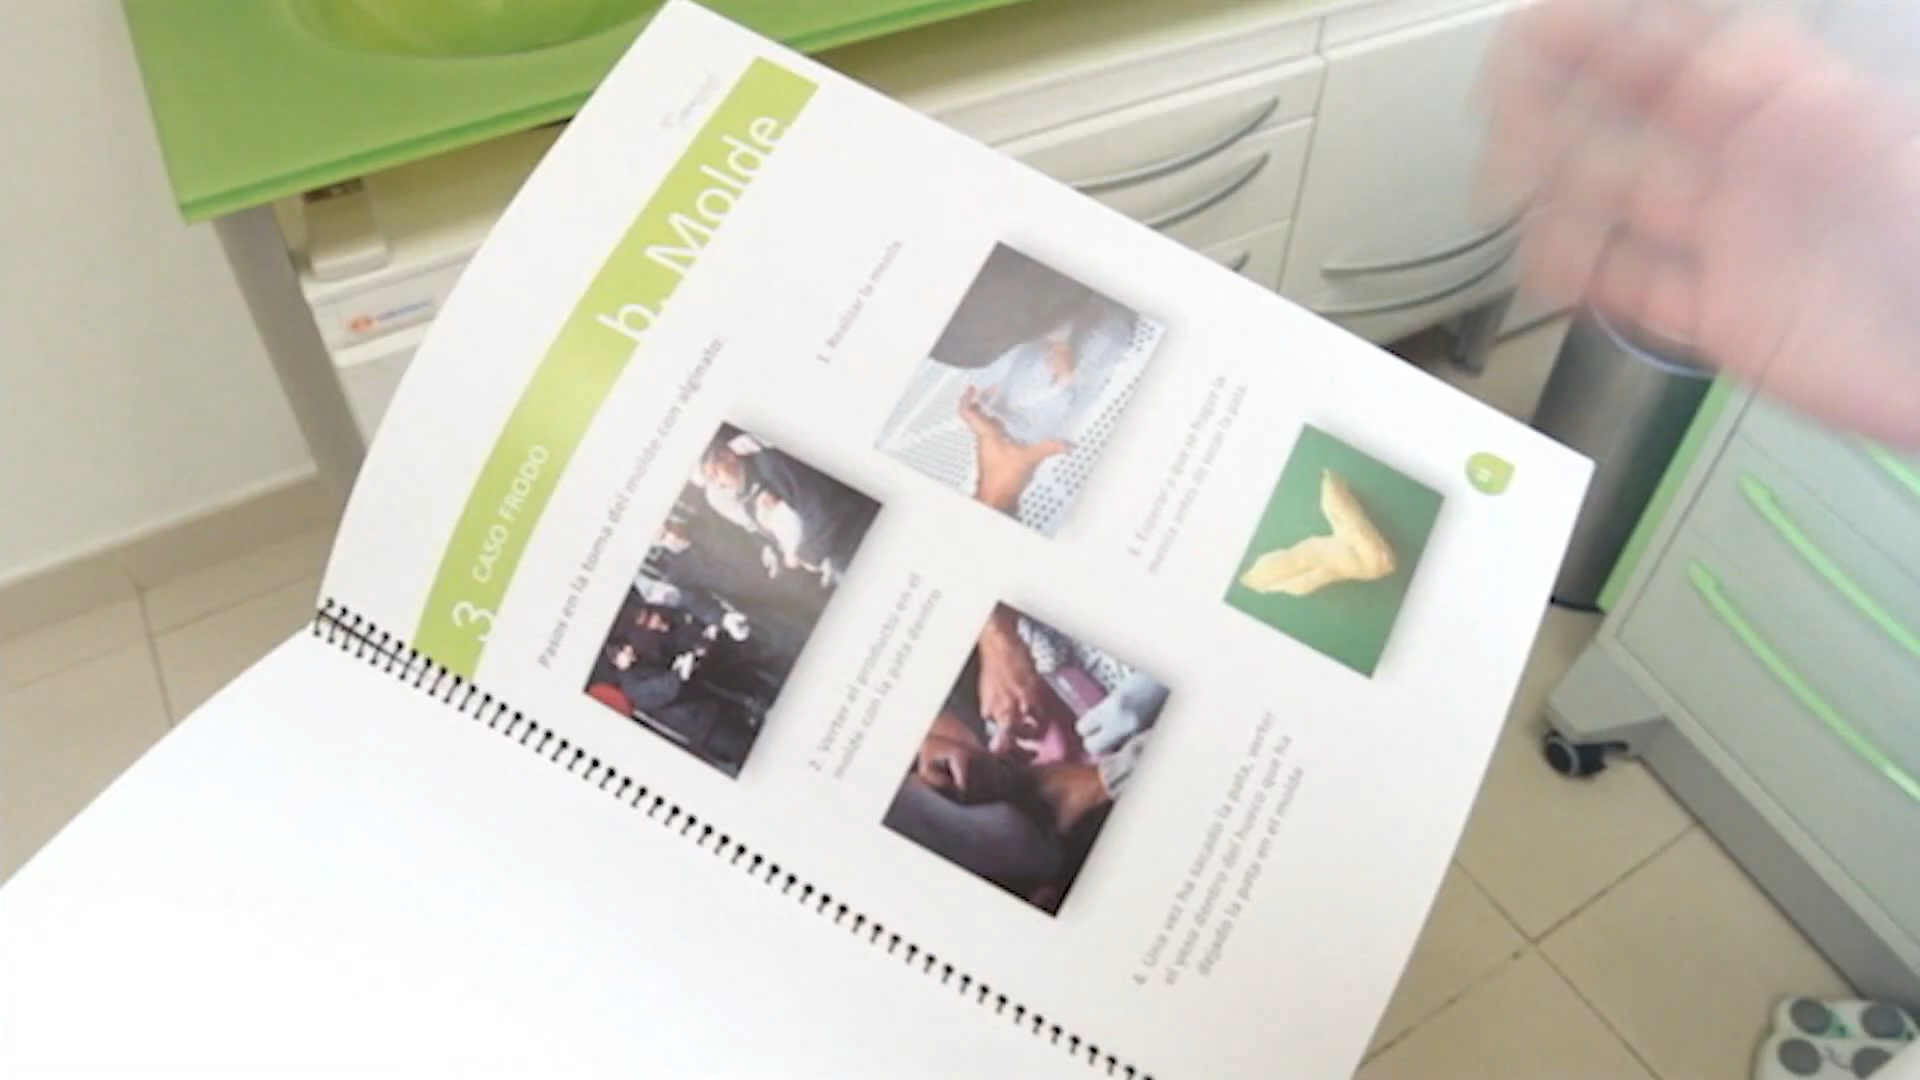 3 CASO FRODO
b. Molde
Pasos en la toma del molde con alginato:
1. Realizar la mezcla
2. Verter el producto en el
molde con la pata dentro
3. Esperar a que se fragüe la
mezcla antes de sacar la pata
4. Una vez ha sacado la pata, verter
el yeso dentro del hueco que ha
dejado la pata en el molde
11